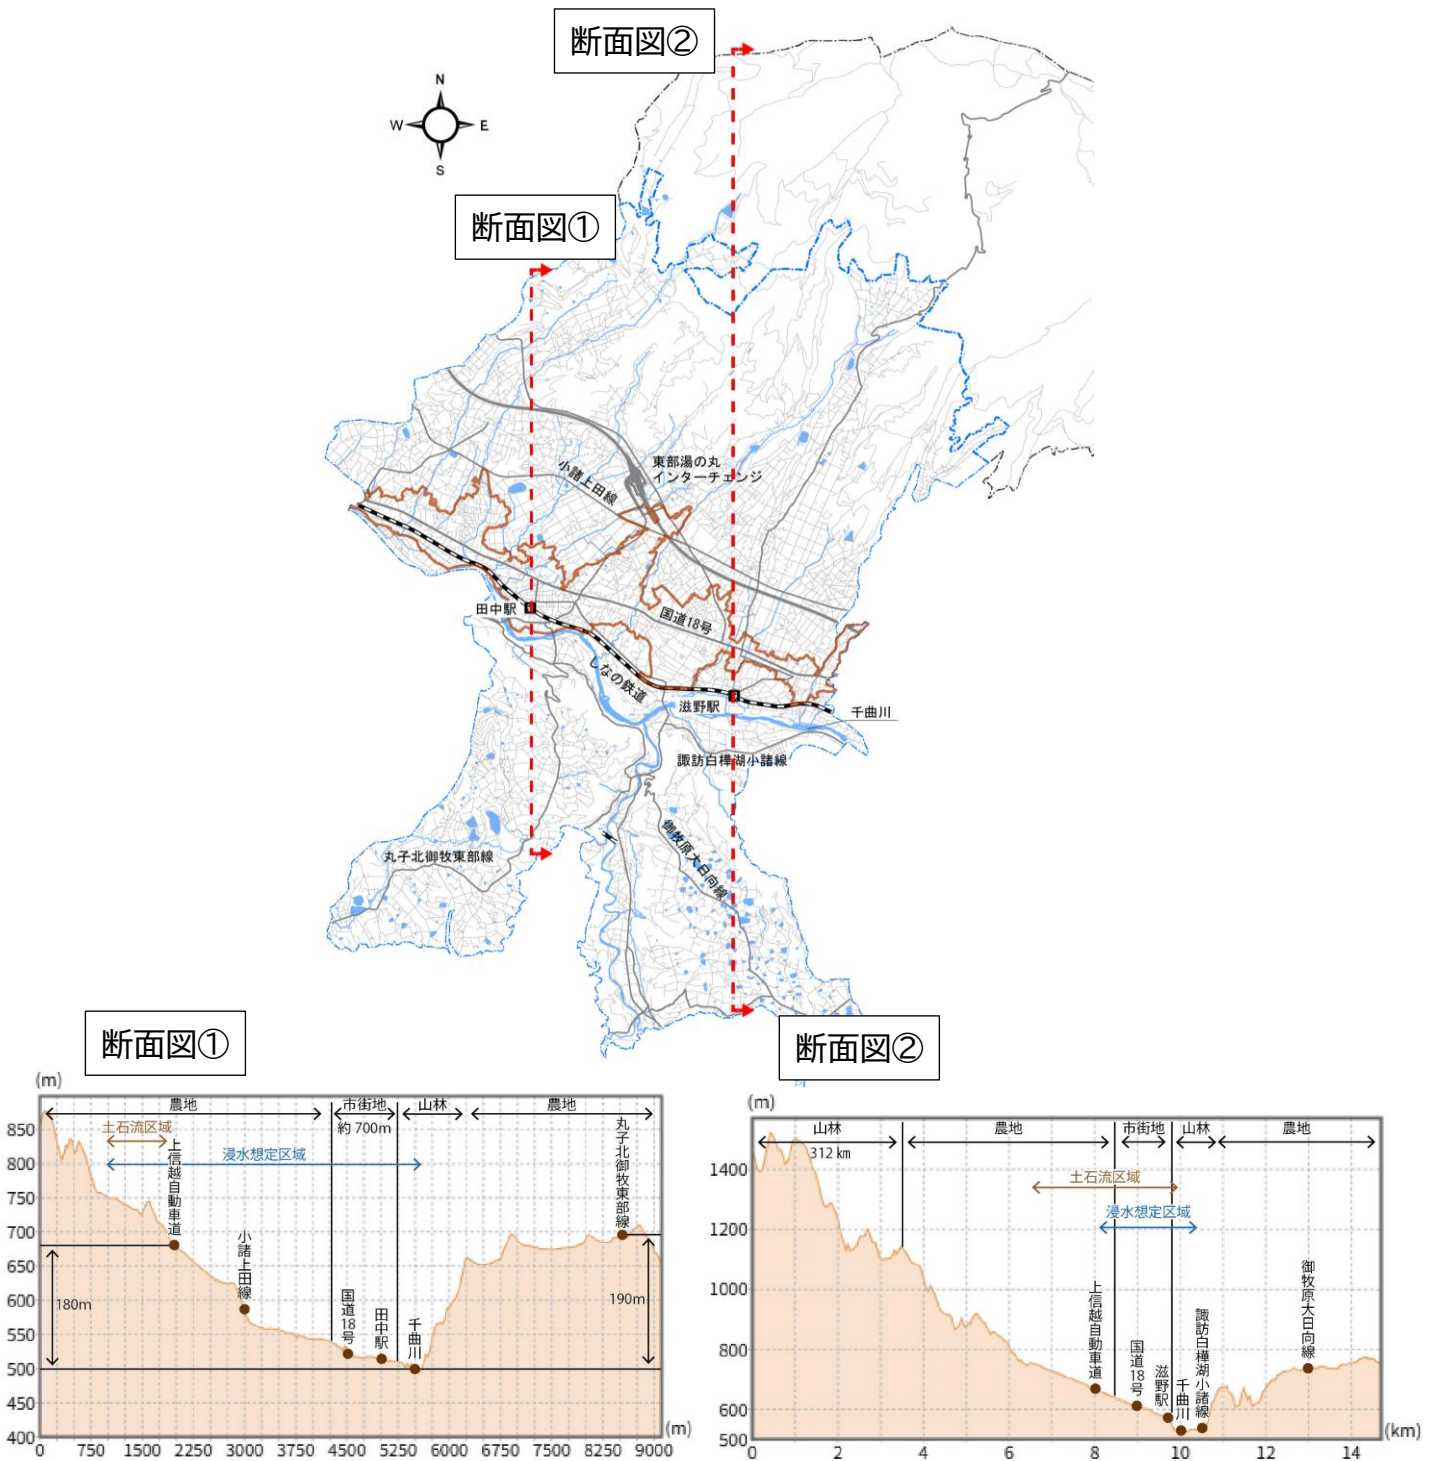 断面図②
N
W
E
S
断面図①
東部湯の丸
インターチェンジ
小諸上田線
田中駅
国道18号
しなの鉄道
滋野駅
千曲川
諏訪白樺湖小諸線
御牧原大日向線
丸子北御牧東部線
断面図①
(m)
農地
市街地
山林
農地
約 700m
土石流区域
浸水想定区域
上信越自動車道
小諸上田線
国道18号
田中駅
千曲川
丸子北御牧東部線
180m
190m
850
800
750
700
650
600
550
500
450
400
0 750 1500 2250 3000 3750 4500 5250 6000 6750 7500 8250 9000
(m)
断面図②
(m)
山林
農地
市街地
山林
農地
312 km
土石流区域
浸水想定区域
上信越自動車道
国道18号
滋野駅
千曲川
諏訪白樺湖小諸線
御牧原大日向線
1400
1200
1000
800
600
500
0 2 4 6 8 10 12 14
(km)